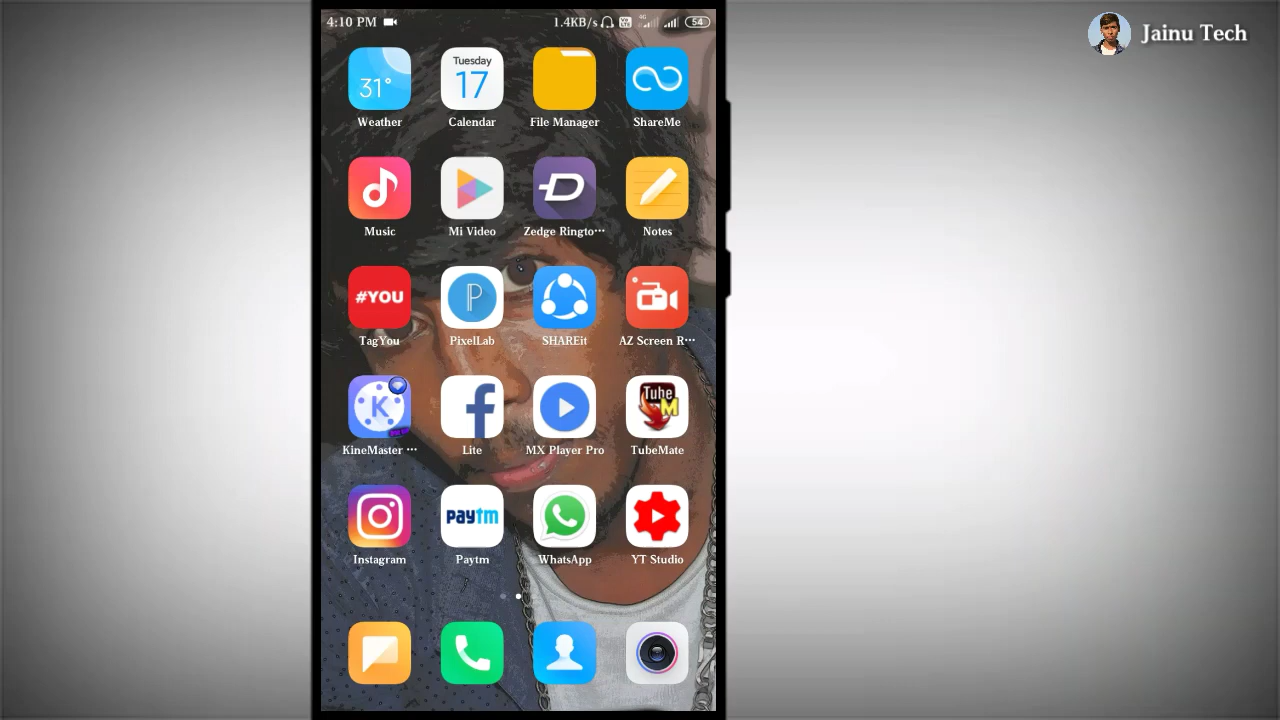 4:10 PM 1.4KB/s 4G 54
Jainu Tech
Tuesday
31° 17
Weather Calendar File Manager ShareMe
Music Mi Video Zedge Ringto··· Notes
#YOU P
TagYou PixelLab SHAREit AZ Screen R···
K f Tube M
KineMaster ··· Lite MX Player Pro TubeMate
paytm
Instagram Paytm WhatsApp YT Studio